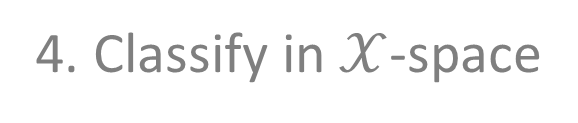 4. Classify in 𝒳-space